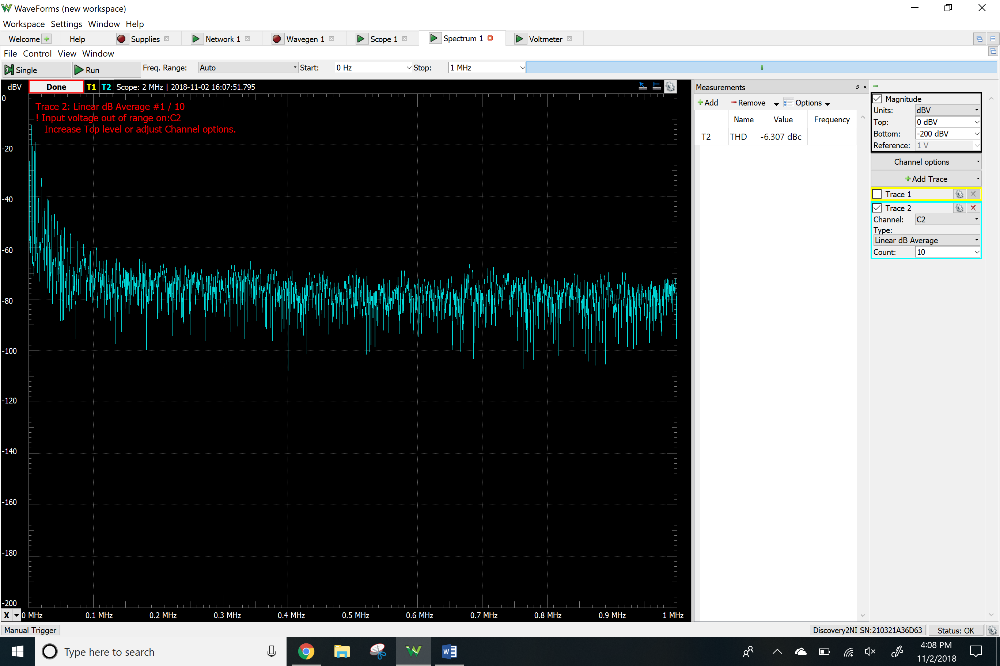 WaveForms (new workspace)
Workspace Settings Window Help
Welcome Help Supplies Network 1 Wavegen 1 Scope 1 Spectrum 1 Voltmeter
File Control View Window
Single Run Freq. Range: Auto Start: 0 Hz Stop: 1 MHz
dBV Done T1 T2 Scope: 2 MHz | 2018-11-02 16:07:51.795
Trace 2: Linear dB Average #1 / 10
! Input voltage out of range on:C2
Increase Top level or adjust Channel options.
0
-20
-40
-60
-80
-100
-120
-140
-160
-180
-200
X 0 MHz 0.1 MHz 0.2 MHz 0.3 MHz 0.4 MHz 0.5 MHz 0.6 MHz 0.7 MHz 0.8 MHz 0.9 MHz 1 MHz
Measurements
Add Remove Options
Name Value Frequency
T2 THD -6.307 dBc
Magnitude
Units: dBV
Top: 0 dBV
Bottom: -200 dBV
Reference: 1 V
Channel options
Add Trace
Trace 1
Trace 2
Channel: C2
Type:
Linear dB Average
Count: 10
Manual Trigger Discovery2NI SN:210321A36D63 Status: OK
Type here to search
4:08 PM
11/2/2018